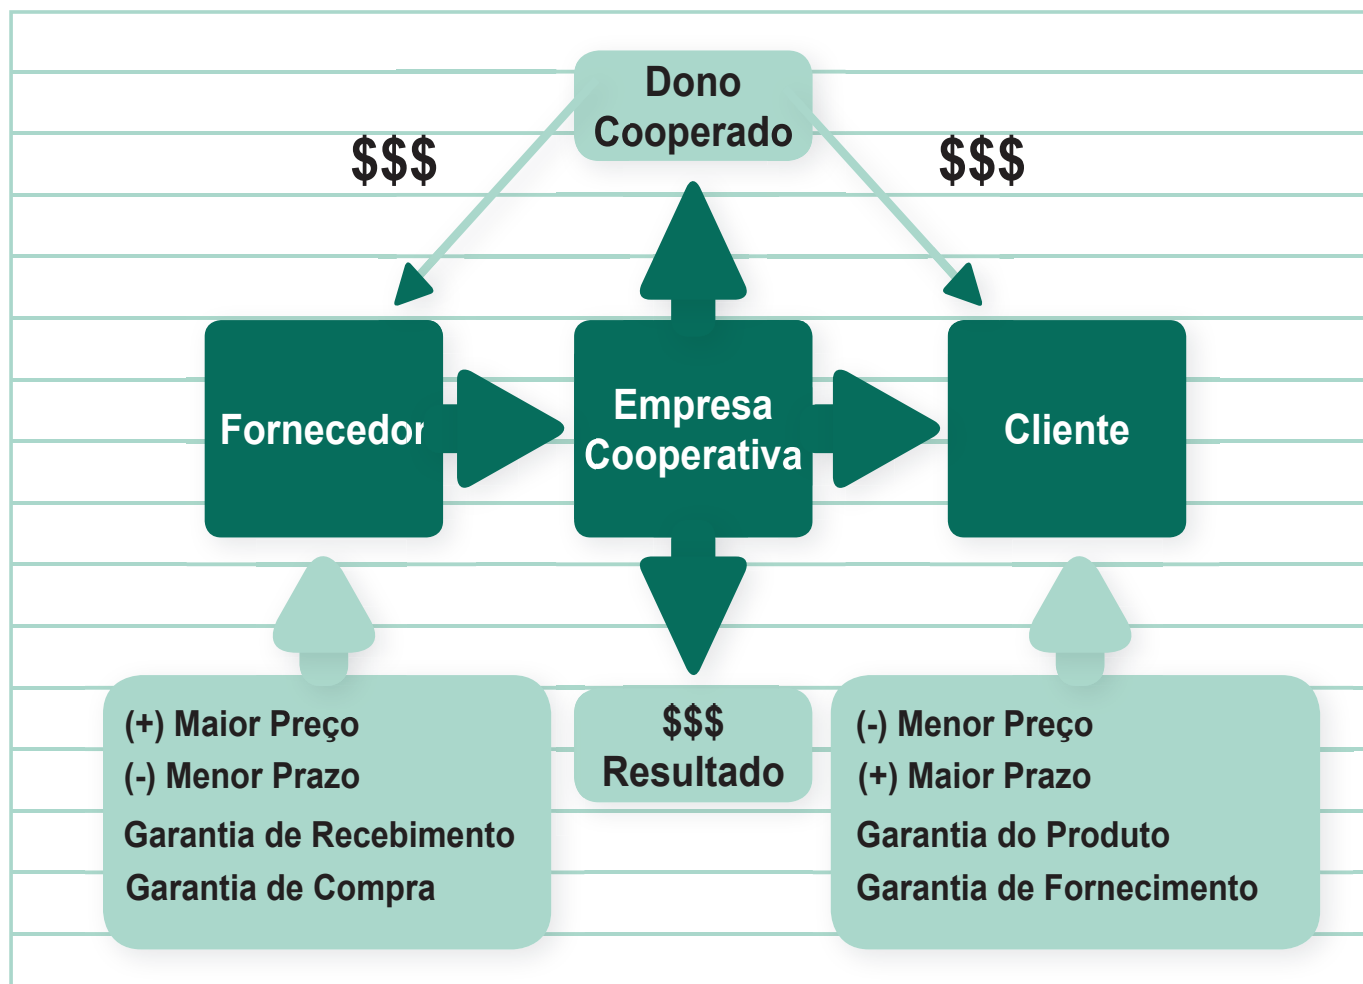 Dono
Cooperado
$$$
$$$
Fornecedor
Empresa
Cooperativa
Cliente
(+) Maior Preço
(-) Menor Prazo
Garantia de Recebimento
Garantia de Compra
$$$
Resultado
(-) Menor Preço
(+) Maior Prazo
Garantia do Produto
Garantia de Fornecimento